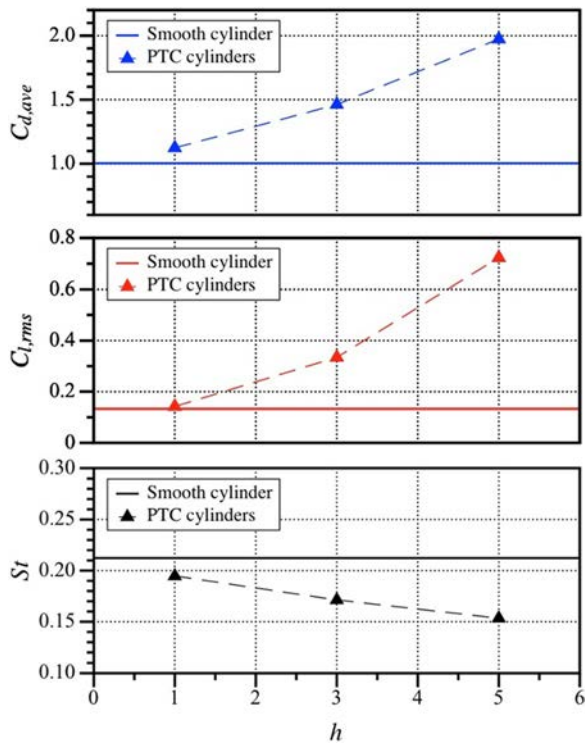 2.0
1.5
1.0
C_{d,ave}
Smooth cylinder
PTC cylinders
0.8
0.6
0.4
0.2
0
C_{l,rms}
Smooth cylinder
PTC cylinders
0.30
0.25
0.20
0.15
0.10
St
Smooth cylinder
PTC cylinders
0 1 2 3 4 5 6
h